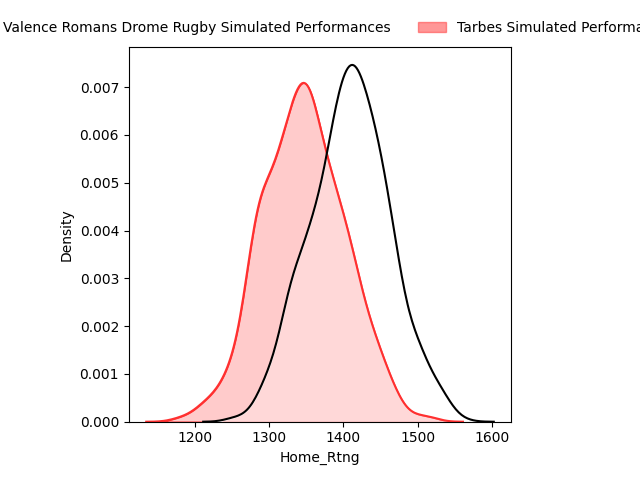 Valence Romans Drome Rugby Simulated Performances
Tarbes Simulated
0.007
0.006
0.005
0.004
0.003
0.002
0.001
0.000
Density
1200 1300 1400 1500 1600
Home_Rtng